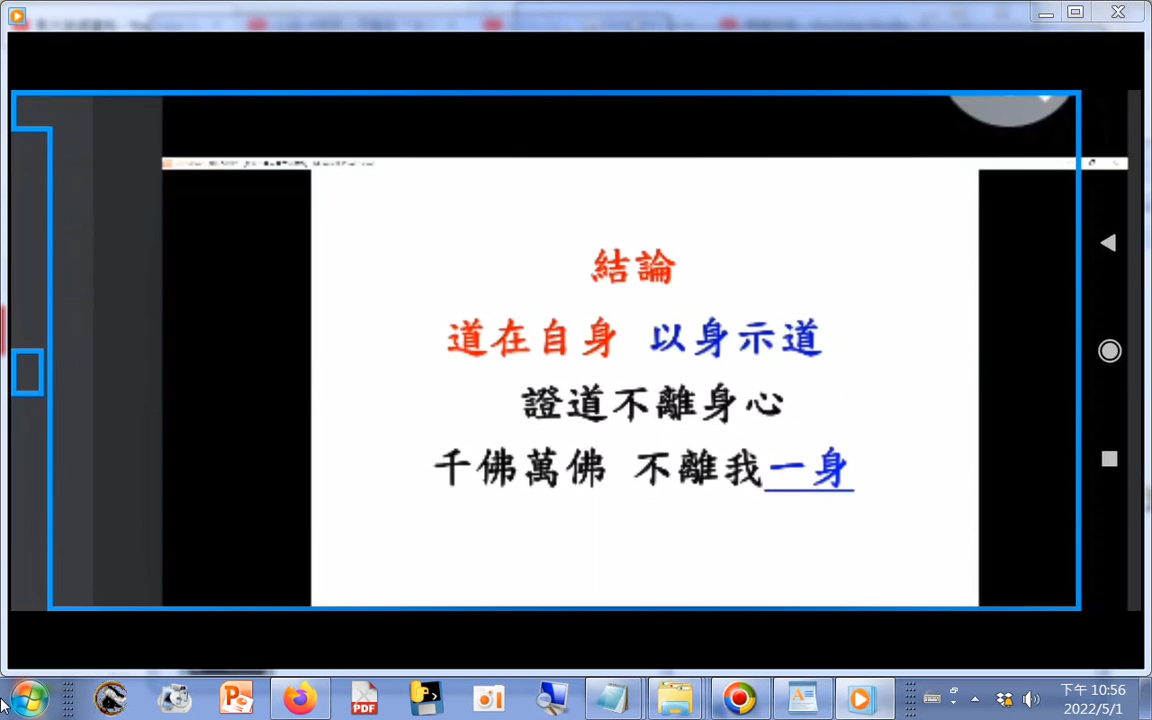 結論
道在自身 以身示道
證道不離身心
千佛萬佛 不離我一身
PDF
下午 10:56
2022/5/1